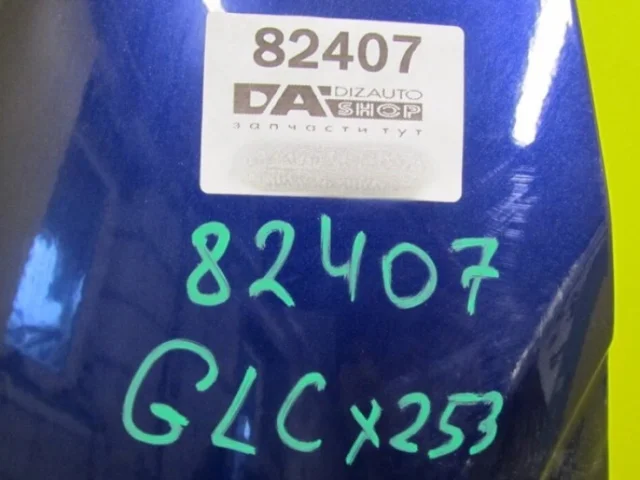 82407
DA DIZAUTO
SHOP
запчасти тут
82407
GLC x253